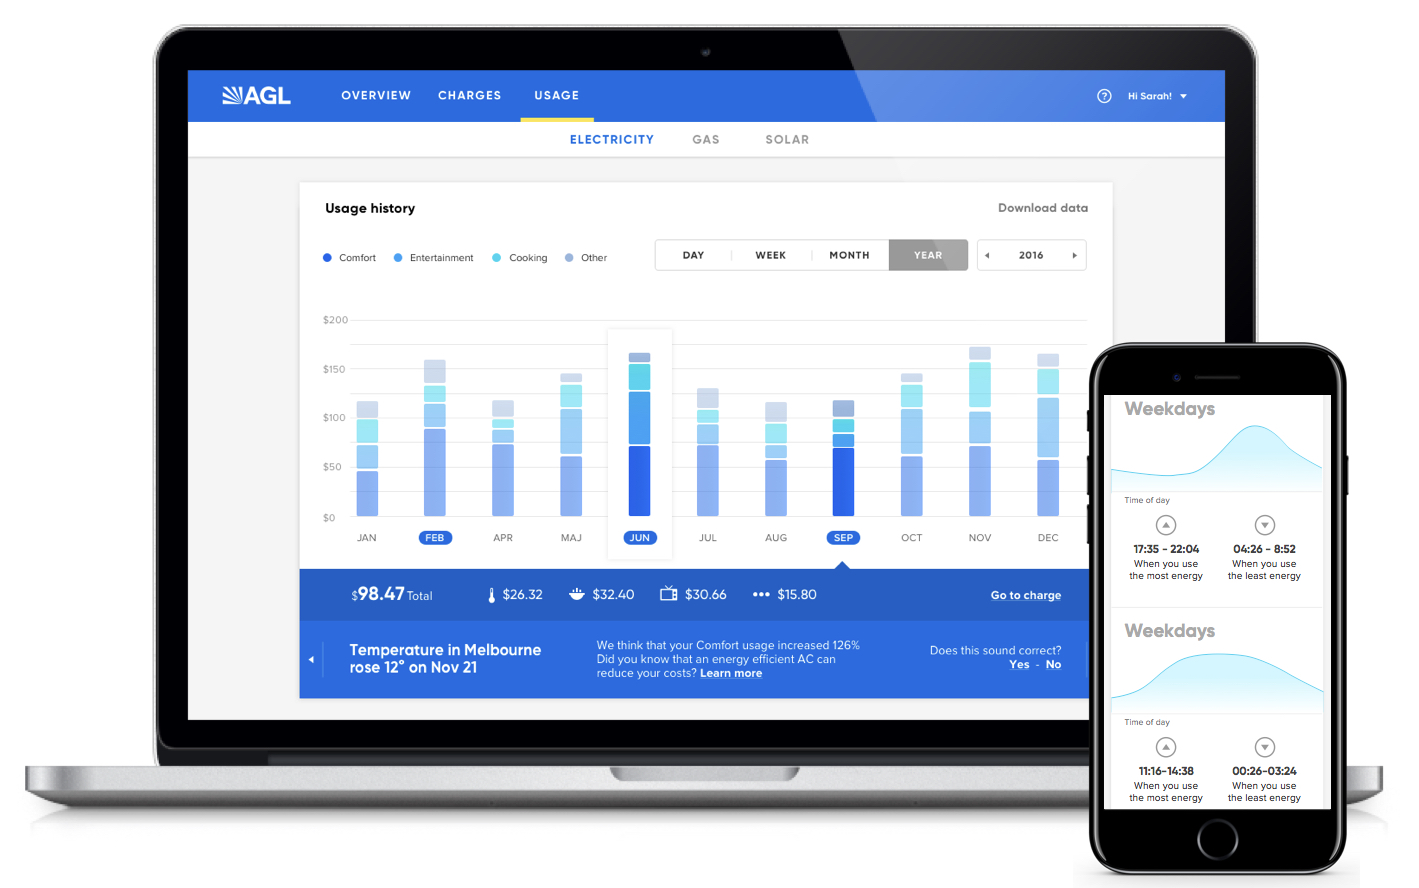 AGL
OVERVIEW CHARGES USAGE
Hi Sarah!
ELECTRICITY GAS SOLAR
Usage history
Download data
Comfort Entertainment Cooking Other
DAY WEEK MONTH YEAR
2016
$200
$150
$100
$50
$0
JAN FEB APR MAJ JUN JUL AUG SEP OCT NOV DEC
$98.47 Total $26.32 $32.40 $30.66 $15.80 Go to charge
Temperature in Melbourne
rose 12° on Nov 21
We think that your Comfort usage increased 126%
Did you know that an energy efficient AC can
reduce your costs? Learn more
Does this sound correct?
Yes - No
Weekdays
Time of day
17:35 - 22:04 04:26 - 8:52
When you use When you use
the most energy the least energy
Weekdays
Time of day
11:16-14:38 00:26-03:24
When you use When you use
the most energy the least energy